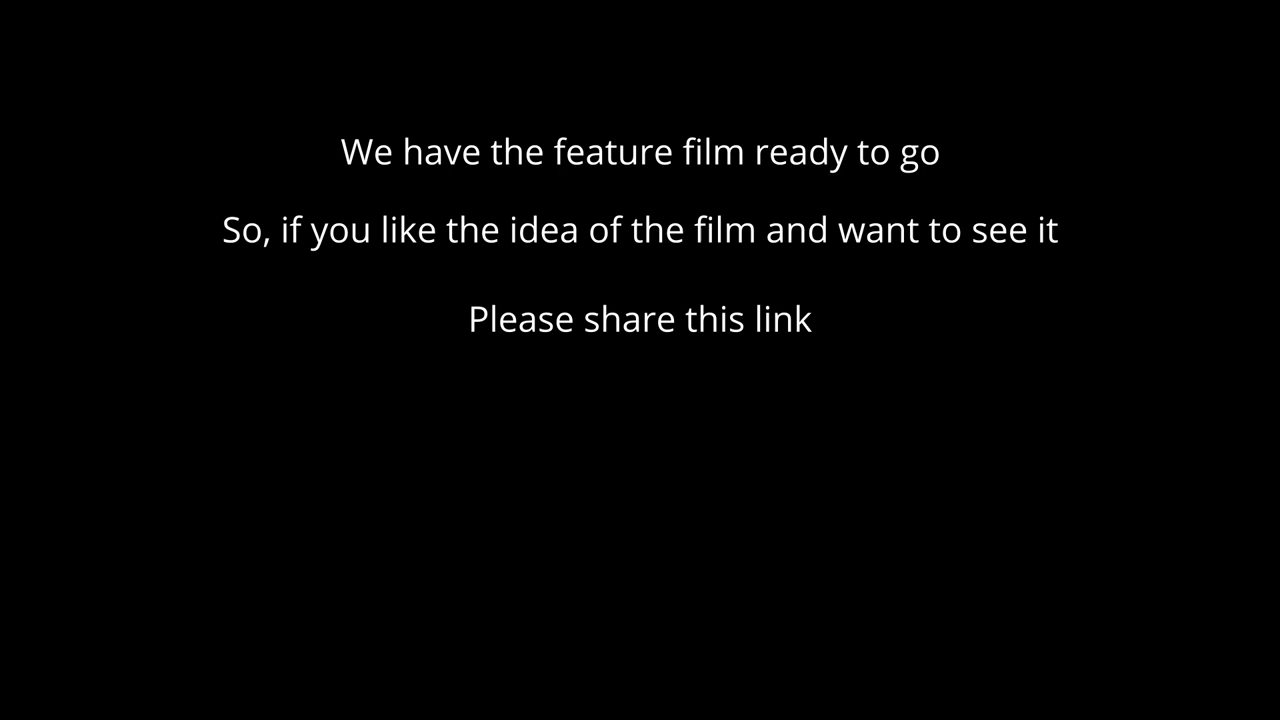 We have the feature film ready to go
So, if you like the idea of the film and want to see it
Please share this link